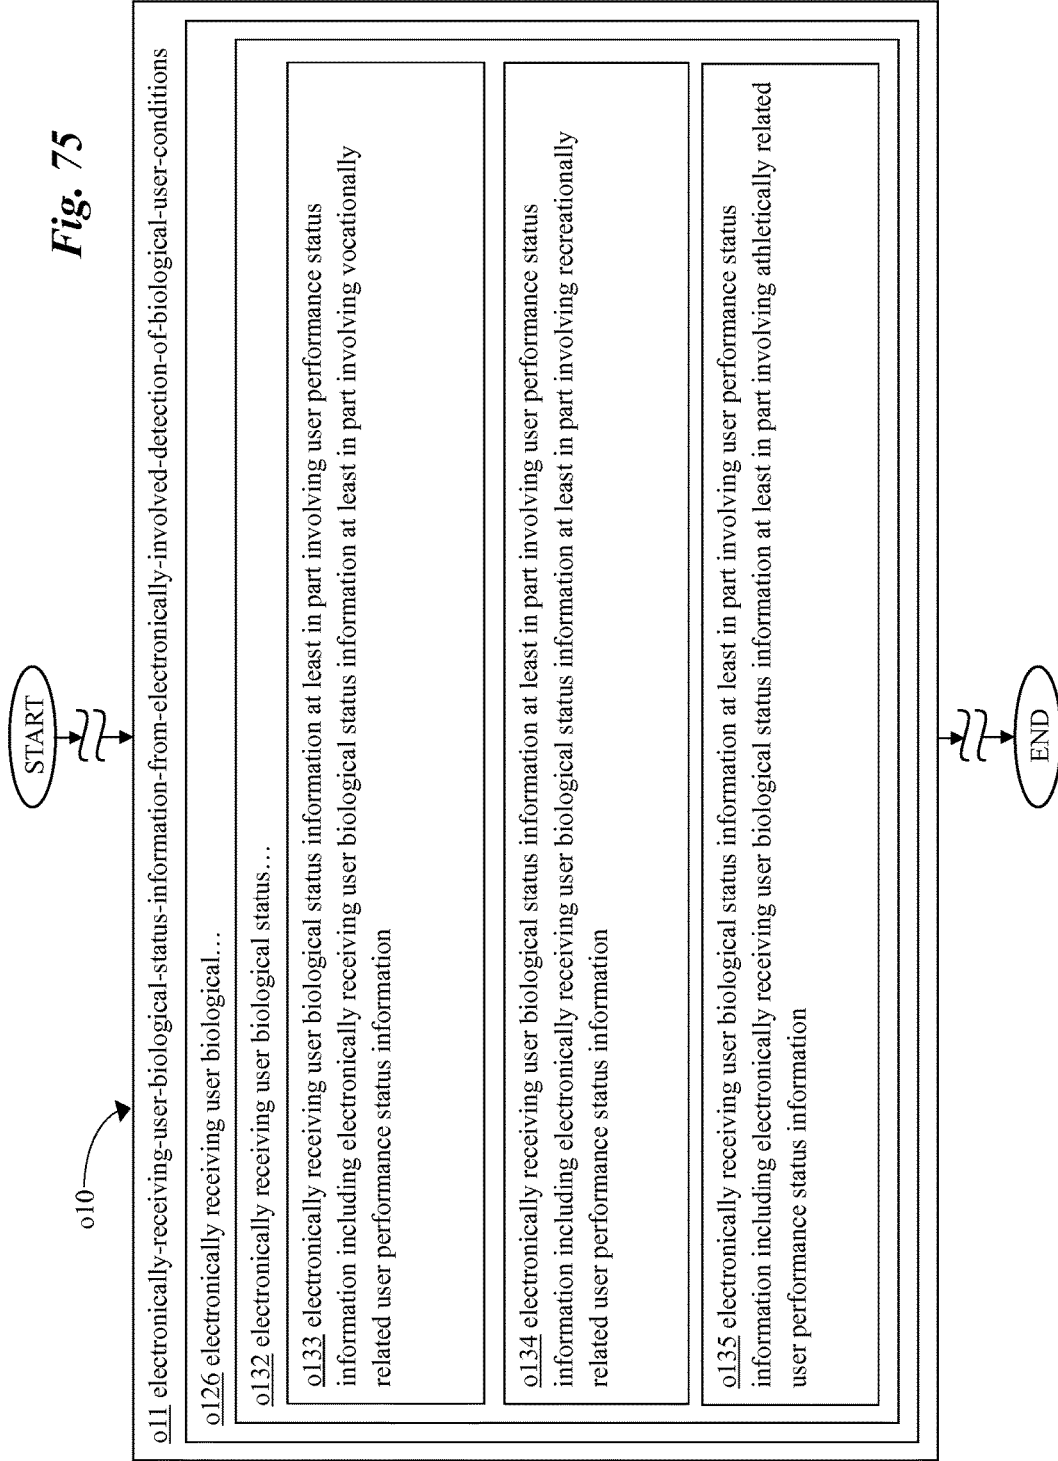 Fig. 75
START
o10
o11 electronically-receiving-user-biological-status-information-from-electronically-involved-detection-of-biological-user-conditions
o126 electronically receiving user biological…
o132 electronically receiving user biological status…
o133 electronically receiving user biological status information at least in part involving user performance status
information including electronically receiving user biological status information at least in part involving vocationally
related user performance status information
o134 electronically receiving user biological status information at least in part involving user performance status
information including electronically receiving user biological status information at least in part involving recreationally
related user performance status information
o135 electronically receiving user biological status information at least in part involving user performance status
information including electronically receiving user biological status information at least in part involving athletically related
user performance status information
END